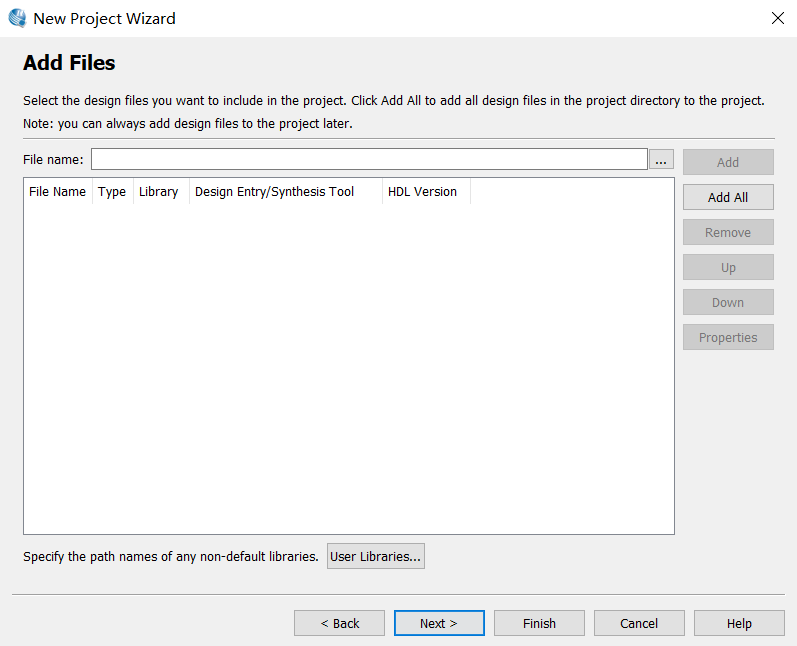 New Project Wizard
Add Files
Select the design files you want to include in the project. Click Add All to add all design files in the project directory to the project.
Note: you can always add design files to the project later.
File name: ... Add
File Name Type Library Design Entry/Synthesis Tool HDL Version
Add All
Remove
Up
Down
Properties
Specify the path names of any non-default libraries. User Libraries...
< Back Next > Finish Cancel Help